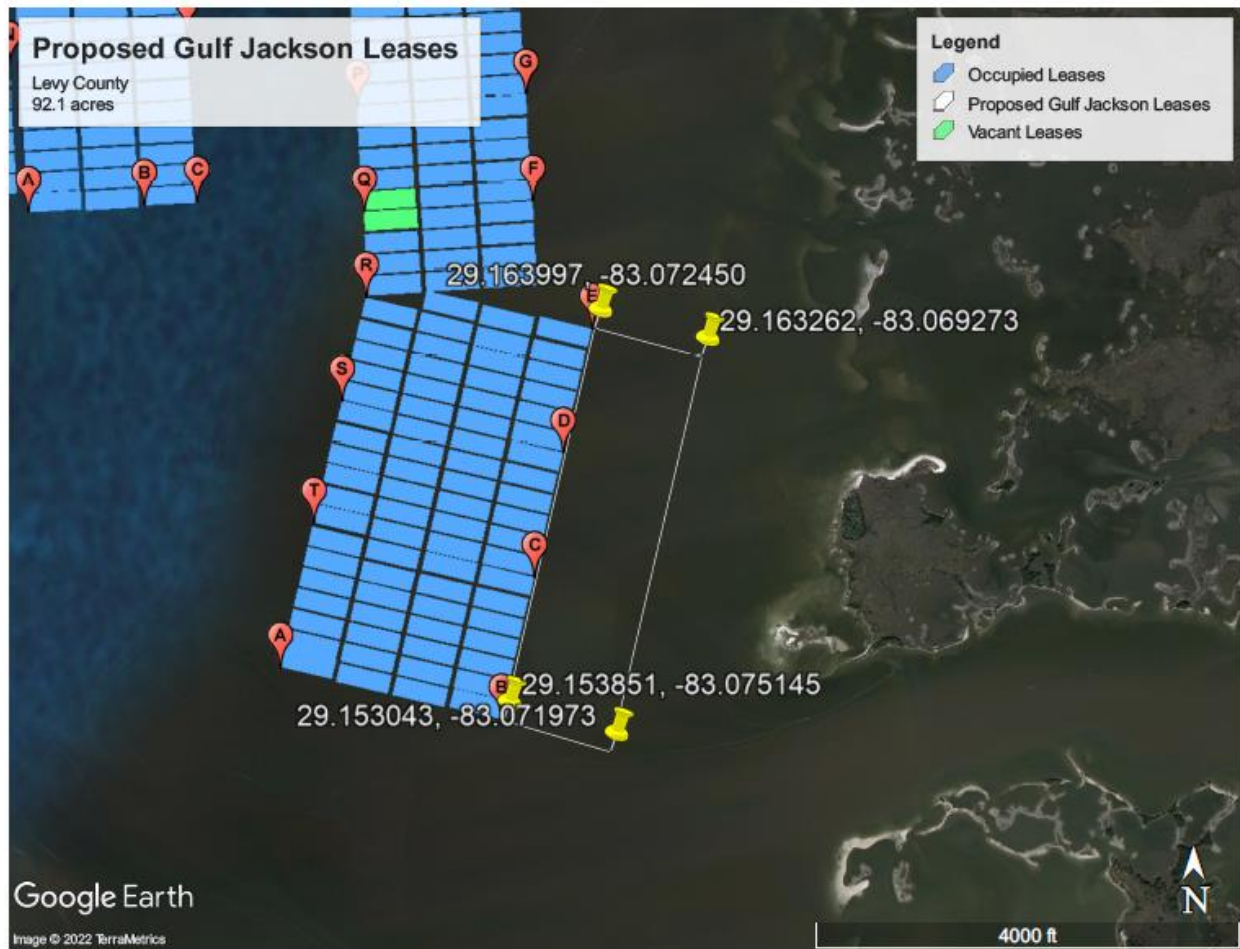 Proposed Gulf Jackson Leases
Levy County
92.1 acres
Legend
Occupied Leases
Proposed Gulf Jackson Leases
Vacant Leases
G
P
A
B
C
Q
F
R
29.163997, -83.072450
E
29.163262, -83.069273
S
D
T
C
A
B
29.153851, -83.075145
29.153043, -83.071973
Google Earth
Image © 2022 TerraMetrics
N
4000 ft